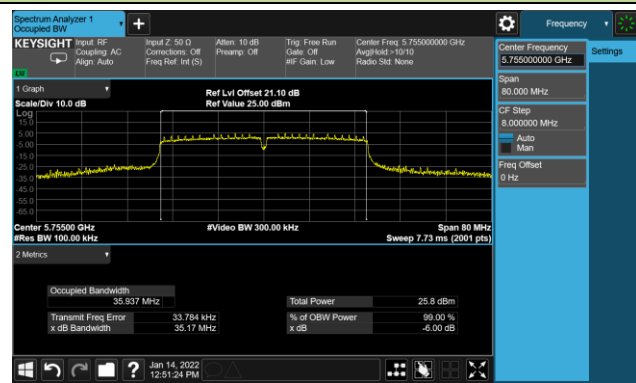 Spectrum Analyzer 1
Occupied BW
Frequency
KEYSIGHT
Input: RF
Coupling: AC
Align: Auto
Input Z: 50 Ω
Corrections: Off
Freq Ref: Int (S)
Atten: 10 dB
Preamp: Off
Trig: Free Run
Gate: Off
#IF Gain: Low
Center Freq: 5.755000000 GHz
Avg|Hold:>10/10
Radio Std: None
Center Frequency
5.755000000 GHz
Settings
Span
80.000 MHz
CF Step
8.000000 MHz
Auto
Man
Freq Offset
0 Hz
1 Graph
Scale/Div 10.0 dB
Ref Lvl Offset 21.10 dB
Ref Value 25.00 dBm
Log
15.0
5.00
-5.00
-15.0
-25.0
-35.0
-45.0
-55.0
-65.0
Center 5.75500 GHz
#Res BW 100.00 kHz
#Video BW 300.00 kHz
Span 80 MHz
Sweep 7.73 ms (2001 pts)
2 Metrics
Occupied Bandwidth
35.937 MHz
Total Power 25.8 dBm
Transmit Freq Error 33.784 kHz
% of OBW Power 99.00 %
x dB Bandwidth 35.17 MHz
x dB -6.00 dB
Jan 14, 2022
12:51:24 PM